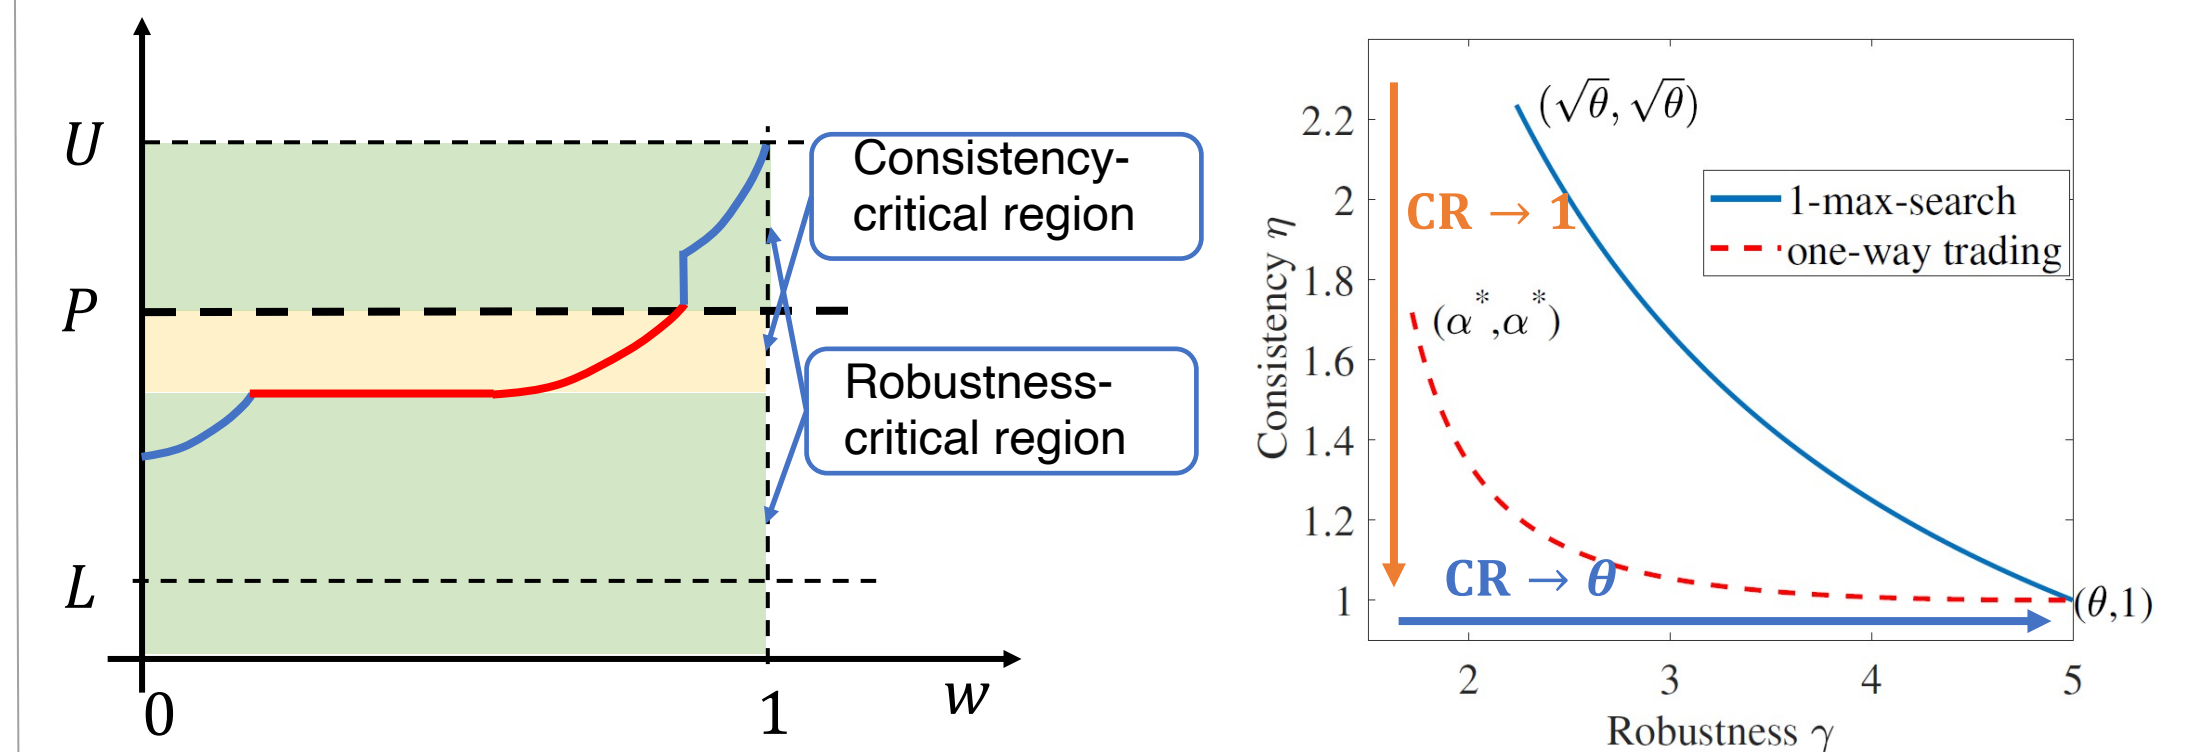 U
P
L
0
1
w
Consistency-
critical region
Robustness-
critical region
2.2
2
1.8
1.6
1.4
1.2
1
Consistency η
(√θ, √θ)
CR → 1
1-max-search
one-way trading
(α*,α*)
CR → θ
(θ,1)
2
3
4
5
Robustness γ